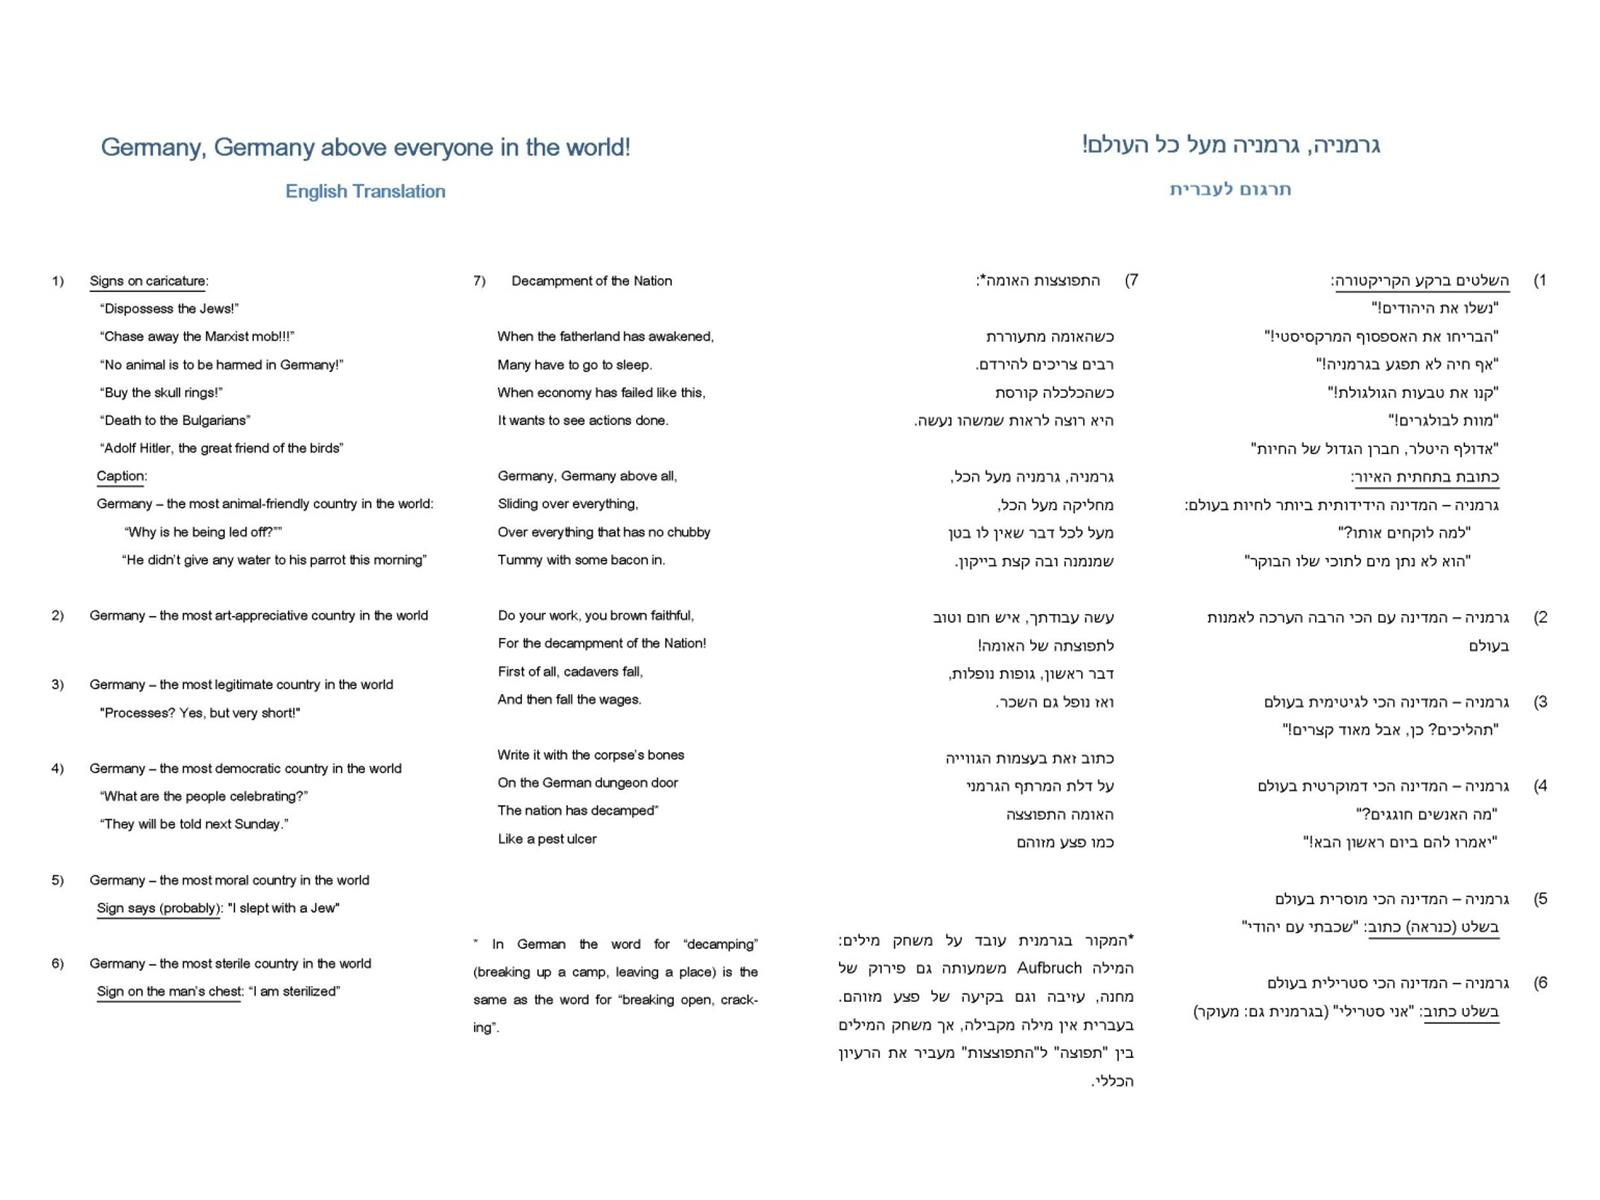 Germany, Germany above everyone in the world!
English Translation
1) Signs on caricature:
“Dispossess the Jews!”
“Chase away the Marxist mob!!!”
“No animal is to be harmed in Germany!”
“Buy the skull rings!”
“Death to the Bulgarians”
“Adolf Hitler, the great friend of the birds”
Caption:
Germany – the most animal-friendly country in the world:
“Why is he being led off?””
“He didn’t give any water to his parrot this morning”
2) Germany – the most art-appreciative country in the world
3) Germany – the most legitimate country in the world
"Processes? Yes, but very short!"
4) Germany – the most democratic country in the world
“What are the people celebrating?”
“They will be told next Sunday.”
5) Germany – the most moral country in the world
Sign says (probably): "I slept with a Jew"
6) Germany – the most sterile country in the world
Sign on the man’s chest: “I am sterilized”
7) Decampment of the Nation
When the fatherland has awakened,
Many have to go to sleep.
When economy has failed like this,
It wants to see actions done.
Germany, Germany above all,
Sliding over everything,
Over everything that has no chubby
Tummy with some bacon in.
Do your work, you brown faithful,
For the decampment of the Nation!
First of all, cadavers fall,
And then fall the wages.
Write it with the corpse’s bones
On the German dungeon door
The nation has decamped”
Like a pest ulcer
” In German the word for “decamping”
(breaking up a camp, leaving a place) is the
same as the word for “breaking open, crack-
ing”.
גרמניה, גרמניה מעל כל העולם!
תרגום לעברית
1) השלטים ברקע הקריקטורה:
"נשלו את היהודים!"
"הבריחו את האספסוף המרקסיסטי!"
"אף חיה לא תפגע בגרמניה!"
"קנו את טבעות הגולגולת!"
"מוות לבולגרים!"
"אדולף היטלר, חברן הגדול של החיות"
כתובת בתחתית האיור:
גרמניה – המדינה הידידותית ביותר לחיות בעולם:
"למה לוקחים אותו?"
"הוא לא נתן מים לתוכי שלו הבוקר"
2) גרמניה – המדינה עם הכי הרבה הערכה לאמנות
בעולם
3) גרמניה – המדינה הכי לגיטימית בעולם
"תהליכים? כן, אבל מאוד קצרים!"
4) גרמניה – המדינה הכי דמוקרטית בעולם
"מה האנשים חוגגים?"
"יאמרו להם ביום ראשון הבא!"
5) גרמניה – המדינה הכי מוסרית בעולם
בשלט (כנראה) כתוב: "שכבתי עם יהודי"
6) גרמניה – המדינה הכי סטרילית בעולם
בשלט כתוב: "אני סטרילי" (בגרמנית גם: מעוקר)
7) התפוצצות האומה*:
כשהאומה מתעוררת
רבים צריכים להירדם.
כשהכלכלה קורסת
היא רוצה לראות שמשהו נעשה.
גרמניה, גרמניה מעל הכל,
מחליקה מעל הכל,
מעל לכל דבר שאין לו בטן
שמנמנה ובה קצת בייקון.
עשה עבודתך, איש חום וטוב
לתפוצתה של האומה!
דבר ראשון, גופות נופלות,
ואז נופל גם השכר.
כתוב זאת בעצמות הגווייה
על דלת המרתף הגרמני
האומה התפוצצה
כמו פצע מזוהם
*המקור בגרמנית עובד על משחק מילים:
המילה Aufbruch משמעותה גם פירוק של
מחנה, עזיבה וגם בקיעה של פצע מזוהם.
בעברית אין מילה מקבילה, אך משחק המילים
בין "תפוצה" ל"התפוצצות" מעביר את הרעיון
הכללי.